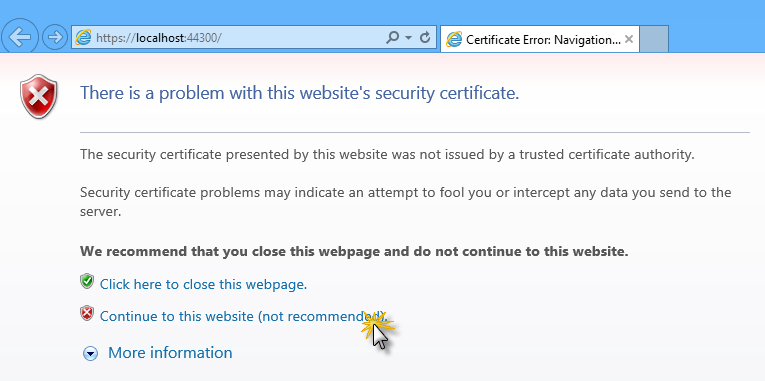 https://localhost:44300/
Certificate Error: Navigation...
There is a problem with this website's security certificate.
The security certificate presented by this website was not issued by a trusted certificate authority.
Security certificate problems may indicate an attempt to fool you or intercept any data you send to the
server.
We recommend that you close this webpage and do not continue to this website.
Click here to close this webpage.
Continue to this website (not recommended).
More information